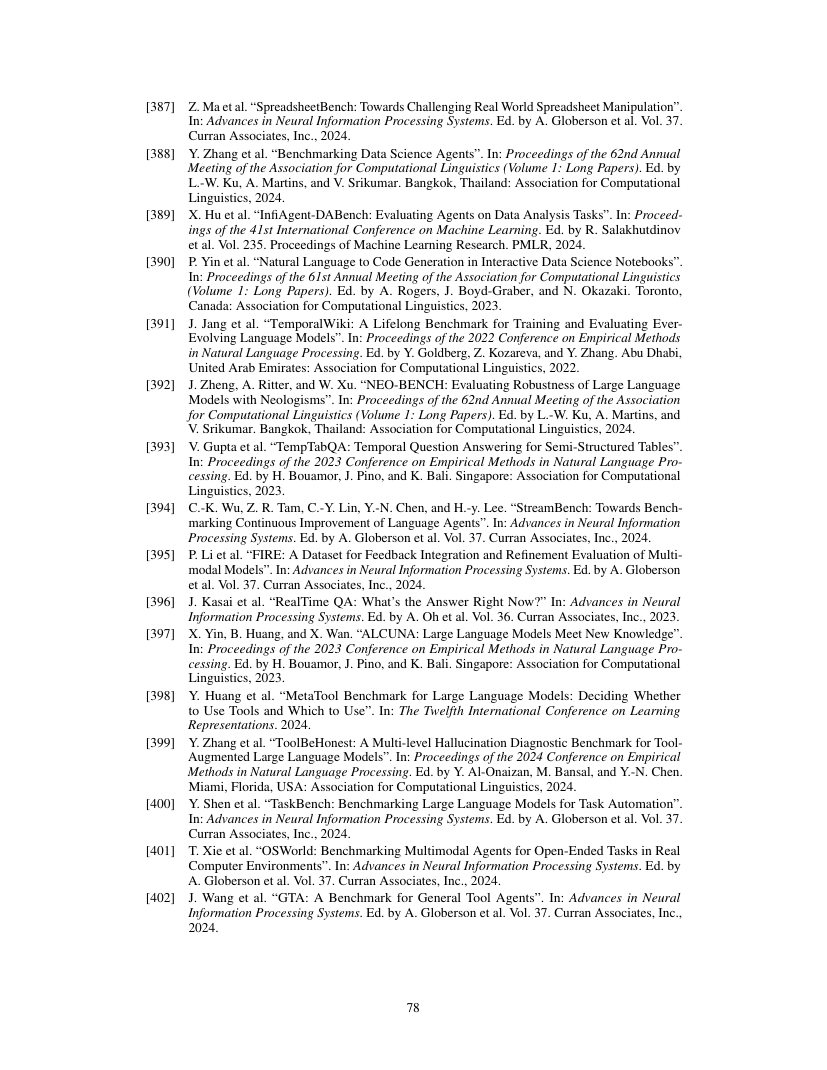 [387] Z. Ma et al. “SpreadsheetBench: Towards Challenging Real World Spreadsheet Manipulation”.
In: Advances in Neural Information Processing Systems. Ed. by A. Globerson et al. Vol. 37.
Curran Associates, Inc., 2024.
[388] Y. Zhang et al. “Benchmarking Data Science Agents”. In: Proceedings of the 62nd Annual
Meeting of the Association for Computational Linguistics (Volume 1: Long Papers). Ed. by
L.-W. Ku, A. Martins, and V. Srikumar. Bangkok, Thailand: Association for Computational
Linguistics, 2024.
[389] X. Hu et al. “InfiAgent-DABench: Evaluating Agents on Data Analysis Tasks”. In: Proceed-
ings of the 41st International Conference on Machine Learning. Ed. by R. Salakhutdinov
et al. Vol. 235. Proceedings of Machine Learning Research. PMLR, 2024.
[390] P. Yin et al. “Natural Language to Code Generation in Interactive Data Science Notebooks”.
In: Proceedings of the 61st Annual Meeting of the Association for Computational Linguistics
(Volume 1: Long Papers). Ed. by A. Rogers, J. Boyd-Graber, and N. Okazaki. Toronto,
Canada: Association for Computational Linguistics, 2023.
[391] J. Jang et al. “TemporalWiki: A Lifelong Benchmark for Training and Evaluating Ever-
Evolving Language Models”. In: Proceedings of the 2022 Conference on Empirical Methods
in Natural Language Processing. Ed. by Y. Goldberg, Z. Kozareva, and Y. Zhang. Abu Dhabi,
United Arab Emirates: Association for Computational Linguistics, 2022.
[392] J. Zheng, A. Ritter, and W. Xu. “NEO-BENCH: Evaluating Robustness of Large Language
Models with Neologisms”. In: Proceedings of the 62nd Annual Meeting of the Association
for Computational Linguistics (Volume 1: Long Papers). Ed. by L.-W. Ku, A. Martins, and
V. Srikumar. Bangkok, Thailand: Association for Computational Linguistics, 2024.
[393] V. Gupta et al. “TempTabQA: Temporal Question Answering for Semi-Structured Tables”.
In: Proceedings of the 2023 Conference on Empirical Methods in Natural Language Pro-
cessing. Ed. by H. Bouamor, J. Pino, and K. Bali. Singapore: Association for Computational
Linguistics, 2023.
[394] C.-K. Wu, Z. R. Tam, C.-Y. Lin, Y.-N. Chen, and H.-y. Lee. “StreamBench: Towards Bench-
marking Continuous Improvement of Language Agents”. In: Advances in Neural Information
Processing Systems. Ed. by A. Globerson et al. Vol. 37. Curran Associates, Inc., 2024.
[395] P. Li et al. “FIRE: A Dataset for Feedback Integration and Refinement Evaluation of Multi-
modal Models”. In: Advances in Neural Information Processing Systems. Ed. by A. Globerson
et al. Vol. 37. Curran Associates, Inc., 2024.
[396] J. Kasai et al. “RealTime QA: What’s the Answer Right Now?” In: Advances in Neural
Information Processing Systems. Ed. by A. Oh et al. Vol. 36. Curran Associates, Inc., 2023.
[397] X. Yin, B. Huang, and X. Wan. “ALCUNA: Large Language Models Meet New Knowledge”.
In: Proceedings of the 2023 Conference on Empirical Methods in Natural Language Pro-
cessing. Ed. by H. Bouamor, J. Pino, and K. Bali. Singapore: Association for Computational
Linguistics, 2023.
[398] Y. Huang et al. “MetaTool Benchmark for Large Language Models: Deciding Whether
to Use Tools and Which to Use”. In: The Twelfth International Conference on Learning
Representations. 2024.
[399] Y. Zhang et al. “ToolBeHonest: A Multi-level Hallucination Diagnostic Benchmark for Tool-
Augmented Large Language Models”. In: Proceedings of the 2024 Conference on Empirical
Methods in Natural Language Processing. Ed. by Y. Al-Onaizan, M. Bansal, and Y.-N. Chen.
Miami, Florida, USA: Association for Computational Linguistics, 2024.
[400] Y. Shen et al. “TaskBench: Benchmarking Large Language Models for Task Automation”.
In: Advances in Neural Information Processing Systems. Ed. by A. Globerson et al. Vol. 37.
Curran Associates, Inc., 2024.
[401] T. Xie et al. “OSWorld: Benchmarking Multimodal Agents for Open-Ended Tasks in Real
Computer Environments”. In: Advances in Neural Information Processing Systems. Ed. by
A. Globerson et al. Vol. 37. Curran Associates, Inc., 2024.
[402] J. Wang et al. “GTA: A Benchmark for General Tool Agents”. In: Advances in Neural
Information Processing Systems. Ed. by A. Globerson et al. Vol. 37. Curran Associates, Inc.,
2024.
78